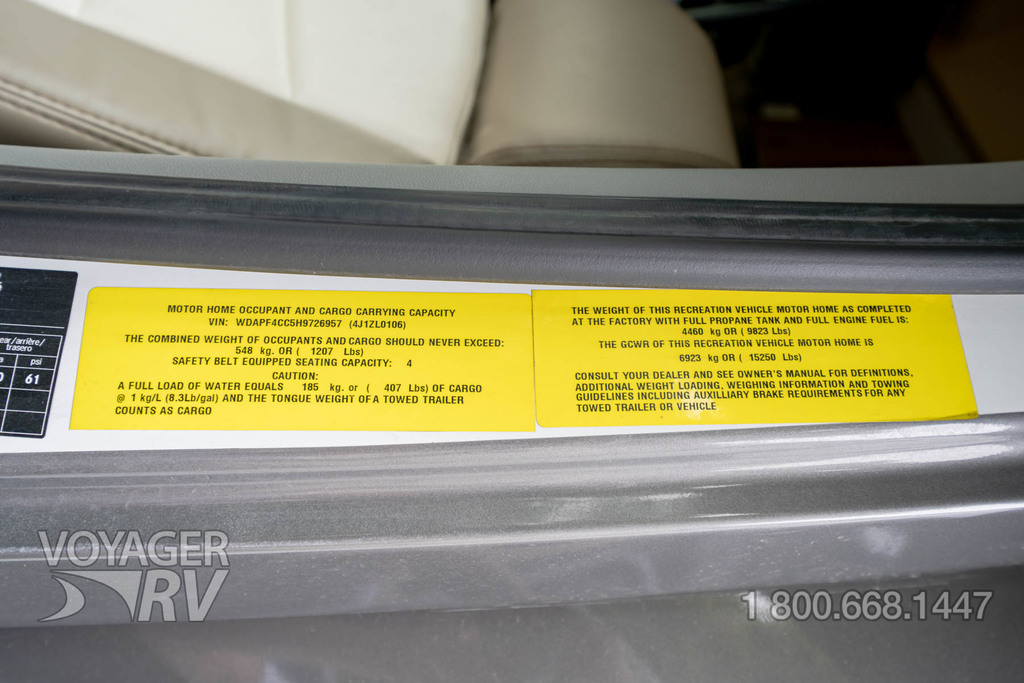 ear/arrière/
trasero
psi
0
61
MOTOR HOME OCCUPANT AND CARGO CARRYING CAPACITY
VIN: WDAPF4CC5H9726957 (4J1ZL0106)
THE COMBINED WEIGHT OF OCCUPANTS AND CARGO SHOULD NEVER EXCEED:
548 kg. OR ( 1207 Lbs)
SAFETY BELT EQUIPPED SEATING CAPACITY: 4
CAUTION:
A FULL LOAD OF WATER EQUALS 185 kg. or ( 407 Lbs) OF CARGO
@ 1 kg/L (8.3Lb/gal) AND THE TONGUE WEIGHT OF A TOWED TRAILER
COUNTS AS CARGO
THE WEIGHT OF THIS RECREATION VEHICLE MOTOR HOME AS COMPLETED
AT THE FACTORY WITH FULL PROPANE TANK AND FULL ENGINE FUEL IS:
4460 kg OR ( 9823 Lbs)
THE GCWR OF THIS RECREATION VEHICLE MOTOR HOME IS
6923 kg OR ( 15250 Lbs)
CONSULT YOUR DEALER AND SEE OWNER'S MANUAL FOR DEFINITIONS,
ADDITIONAL WEIGHT LOADING, WEIGHING INFORMATION AND TOWING
GUIDELINES INCLUDING AUXILLIARY BRAKE REQUIREMENTS FOR ANY
TOWED TRAILER OR VEHICLE
VOYAGER
RV
1 800.668.1447